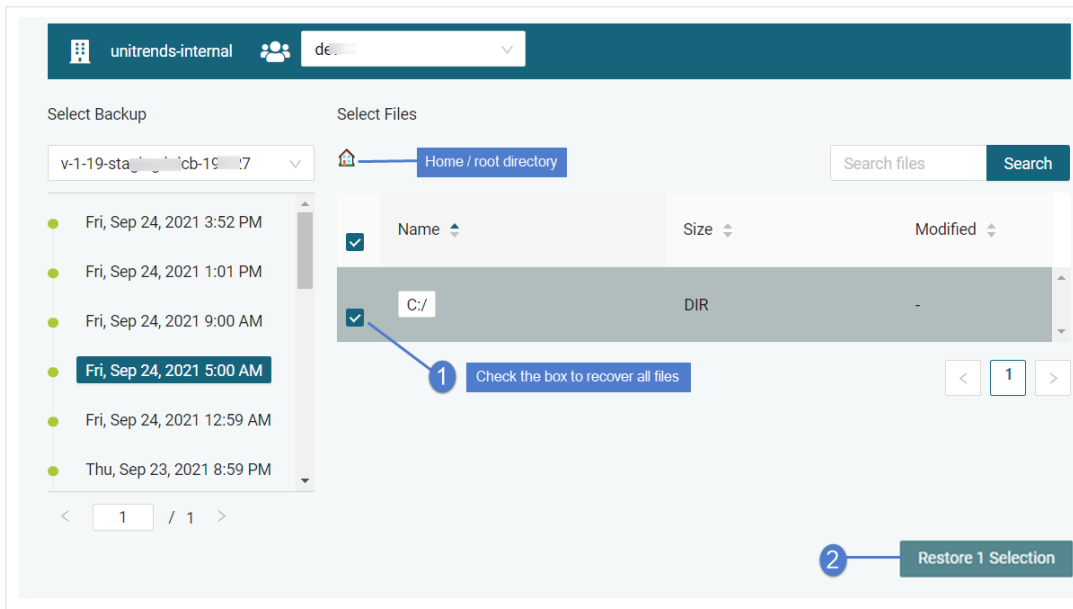 unitrends-internal
Select Backup
Select Files
Home / root directory
Search files
Search
Fri, Sep 24, 2021 3:52 PM
Fri, Sep 24, 2021 1:01 PM
Fri, Sep 24, 2021 9:00 AM
Fri, Sep 24, 2021 5:00 AM
Fri, Sep 24, 2021 12:59 AM
Thu, Sep 23, 2021 8:59 PM
Name
Size
Modified
C:/
DIR
-
1
Check the box to recover all files
< 1 >
< 1 / 1 >
2
Restore 1 Selection